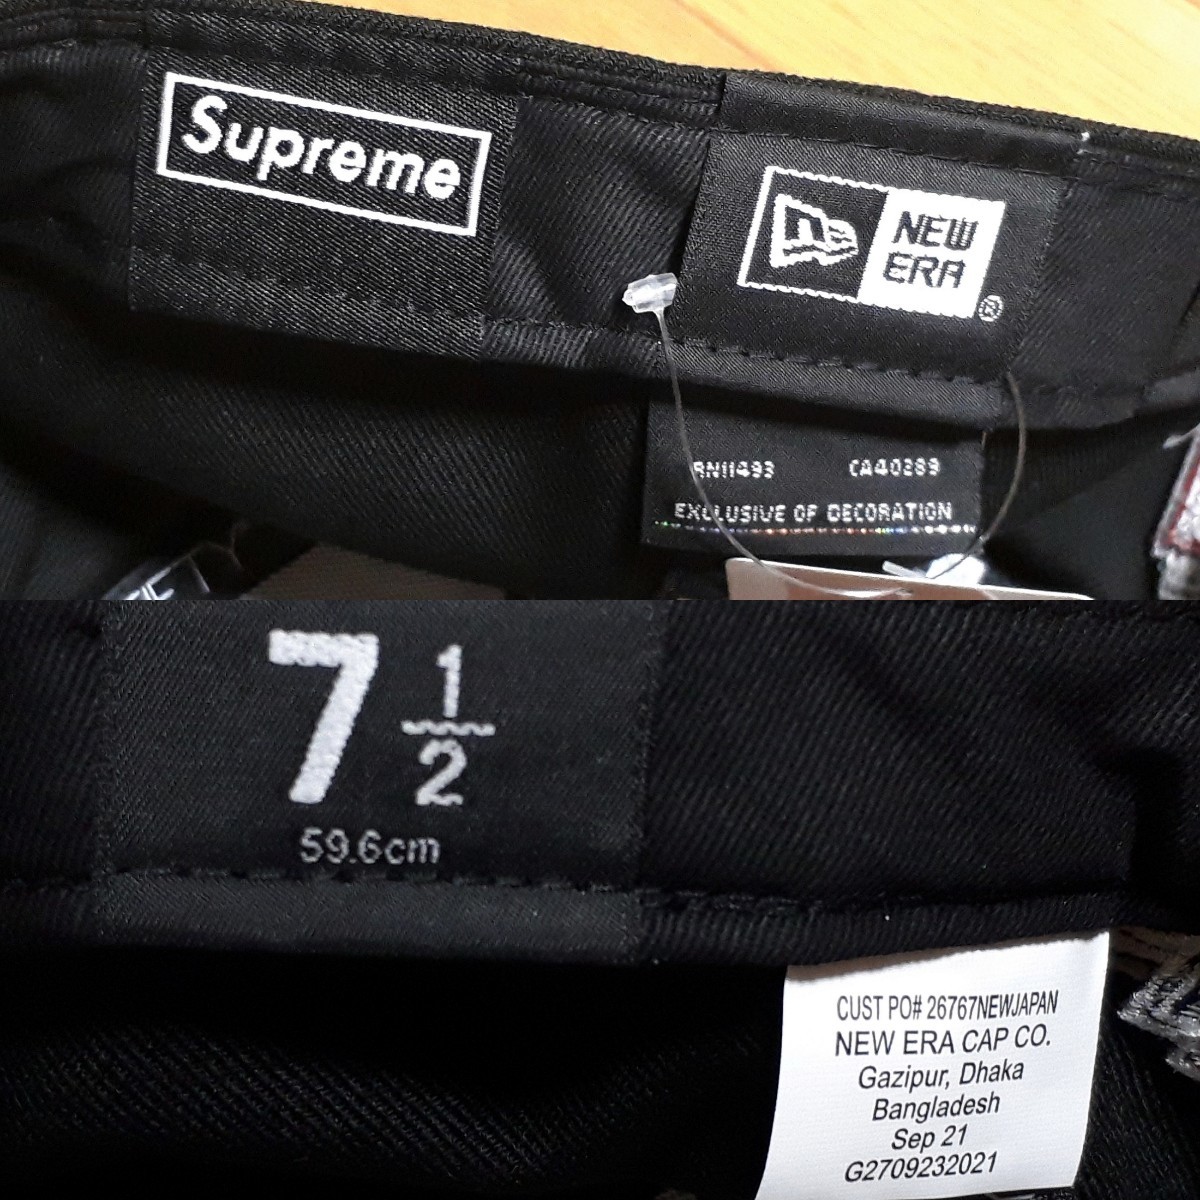 Supreme
NEW
ERA
®
RN11493 CA40289
EXCLUSIVE OF DECORATION
7 1/2
59.6cm
CUST PO# 26767NEWJAPAN
NEW ERA CAP CO.
Gazipur, Dhaka
Bangladesh
Sep 21
G2709232021